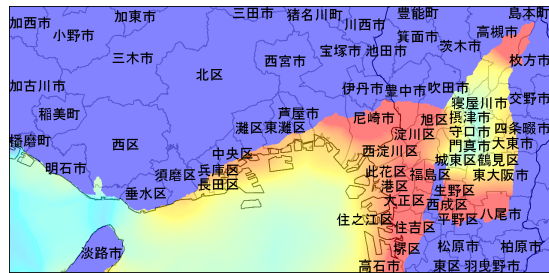 三田市
猪名川町
豊能町
島本町
加西市
加東市
川西市
高槻市
小野市
箕面市
茨木市
宝塚市
池田市
三木市
西宮市
枚方市
北区
加古川市
伊丹市
豊中市
吹田市
交野市
寝屋川市
稲美町
芦屋市
尼崎市
旭区
摂津市
灘区
東灘区
淀川区
守口市
四条畷市
播磨町
西区
門真市
大東市
中央区
西淀川区
城東区
鶴見区
明石市
須磨区
兵庫区
此花区
福島区
東大阪市
長田区
港区
生野区
垂水区
大正区
西成区
住之江区
平野区
八尾市
住吉区
淡路市
堺区
松原市
柏原市
高石市
東区
羽曳野市